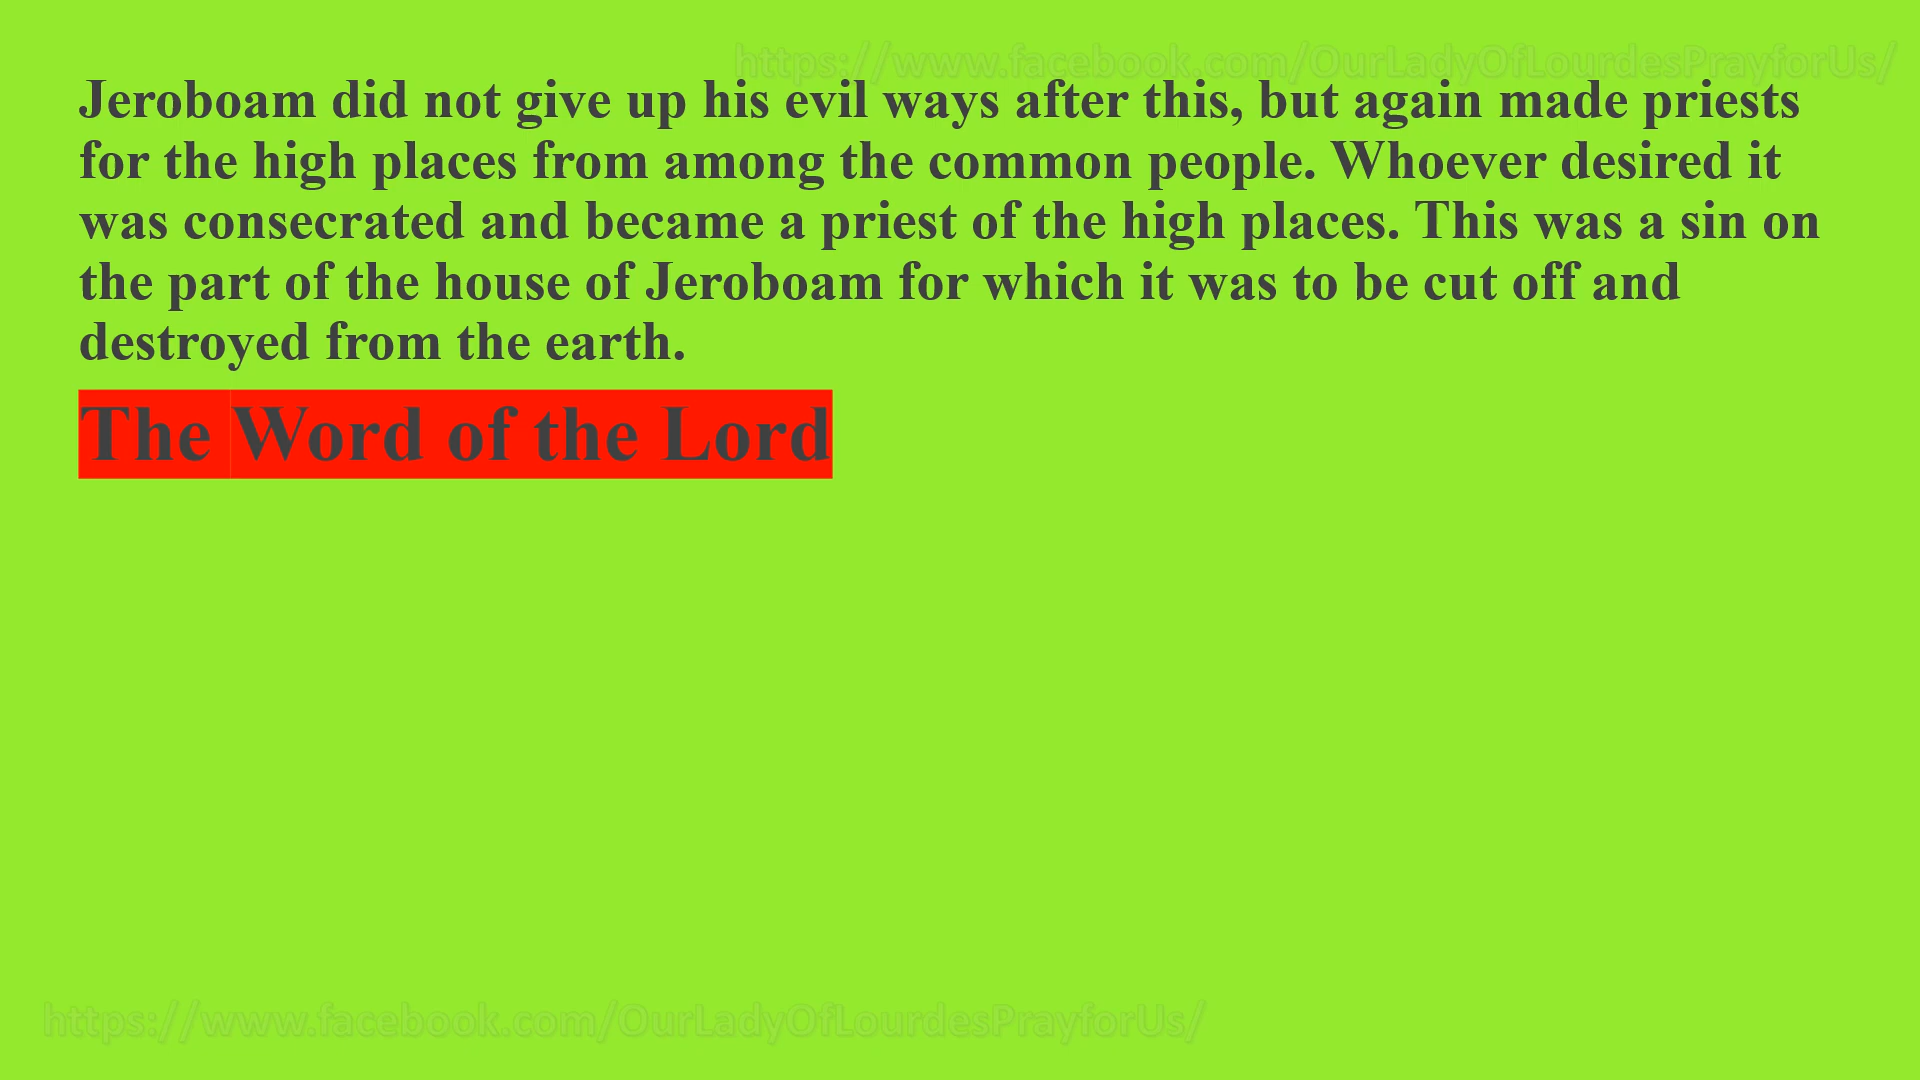 https://www.facebook.com/OurLadyOfLourdesPrayforUs/
Jeroboam did not give up his evil ways after this, but again made priests
for the high places from among the common people. Whoever desired it
was consecrated and became a priest of the high places. This was a sin on
the part of the house of Jeroboam for which it was to be cut off and
destroyed from the earth.
The Word of the Lord
https://www.facebook.com/OurLadyOfLourdesPrayforUs/